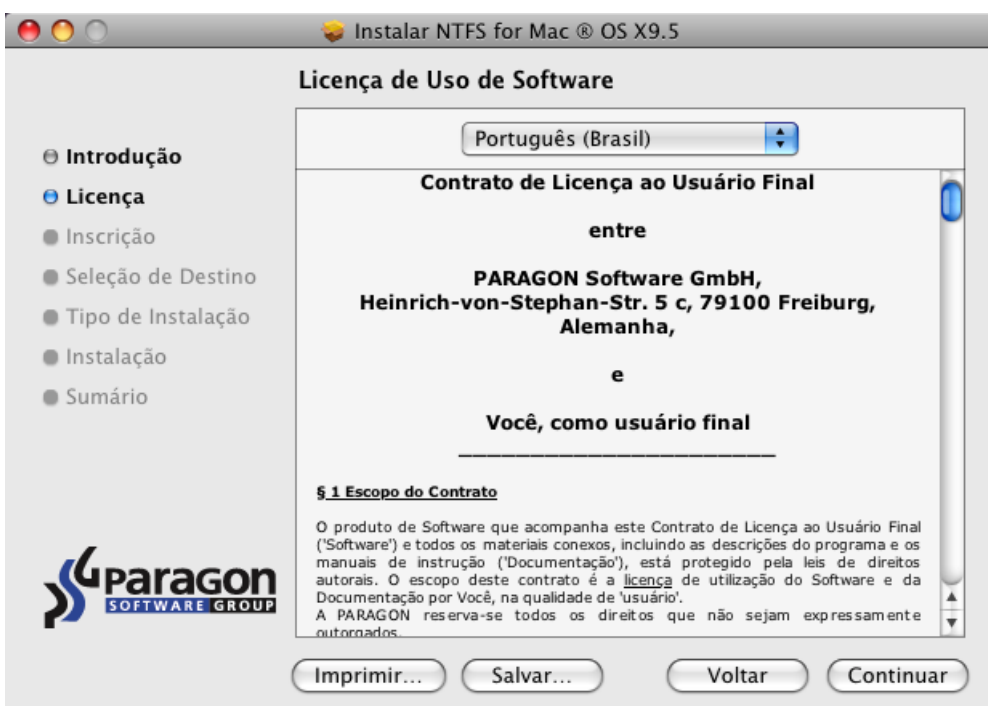 Instalar NTFS for Mac ® OS X9.5
Licença de Uso de Software
Introdução
Licença
Inscrição
Seleção de Destino
Tipo de Instalação
Instalação
Sumário
Português (Brasil)
Contrato de Licença ao Usuário Final
entre
PARAGON Software GmbH,
Heinrich-von-Stephan-Str. 5 c, 79100 Freiburg,
Alemanha,
e
Você, como usuário final
§ 1 Escopo do Contrato
O produto de Software que acompanha este Contrato de Licença ao Usuário Final
('Software') e todos os materiais conexos, incluindo as descrições do programa e os
manuais de instrução ('Documentação'), está protegido pela leis de direitos
autorais. O escopo deste contrato é a licença de utilização do Software e da
Documentação por Você, na qualidade de 'usuário'.
A PARAGON reserva-se todos os direitos que não sejam expressamente
outorgados.
paragon
SOFTWARE GROUP
Imprimir... Salvar... Voltar Continuar